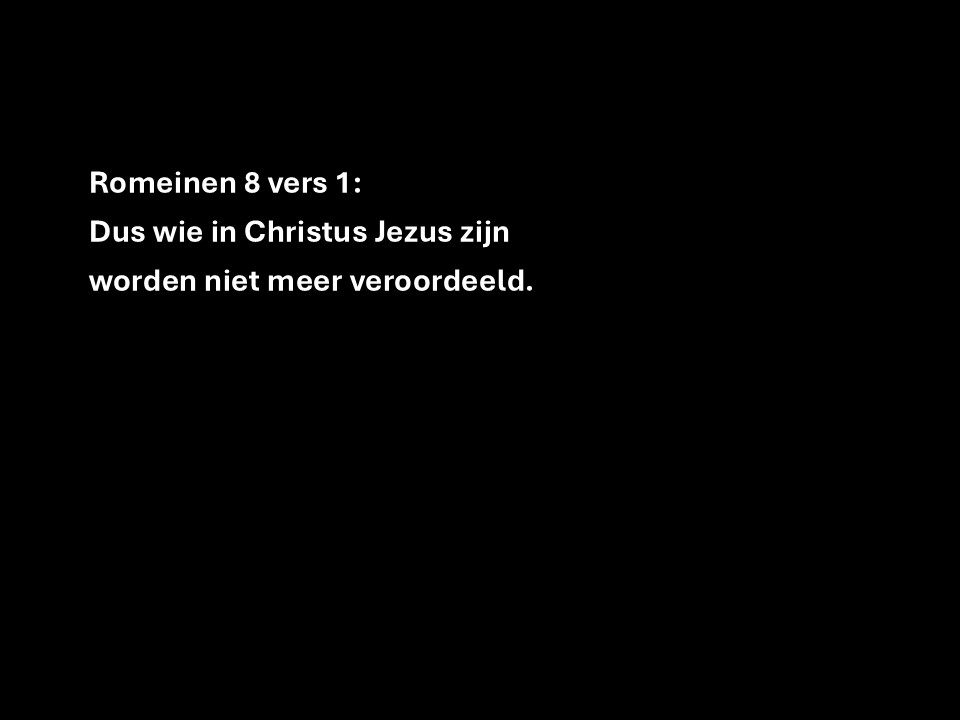 Romeinen 8 vers 1:
Dus wie in Christus Jezus zijn
worden niet meer veroordeeld.